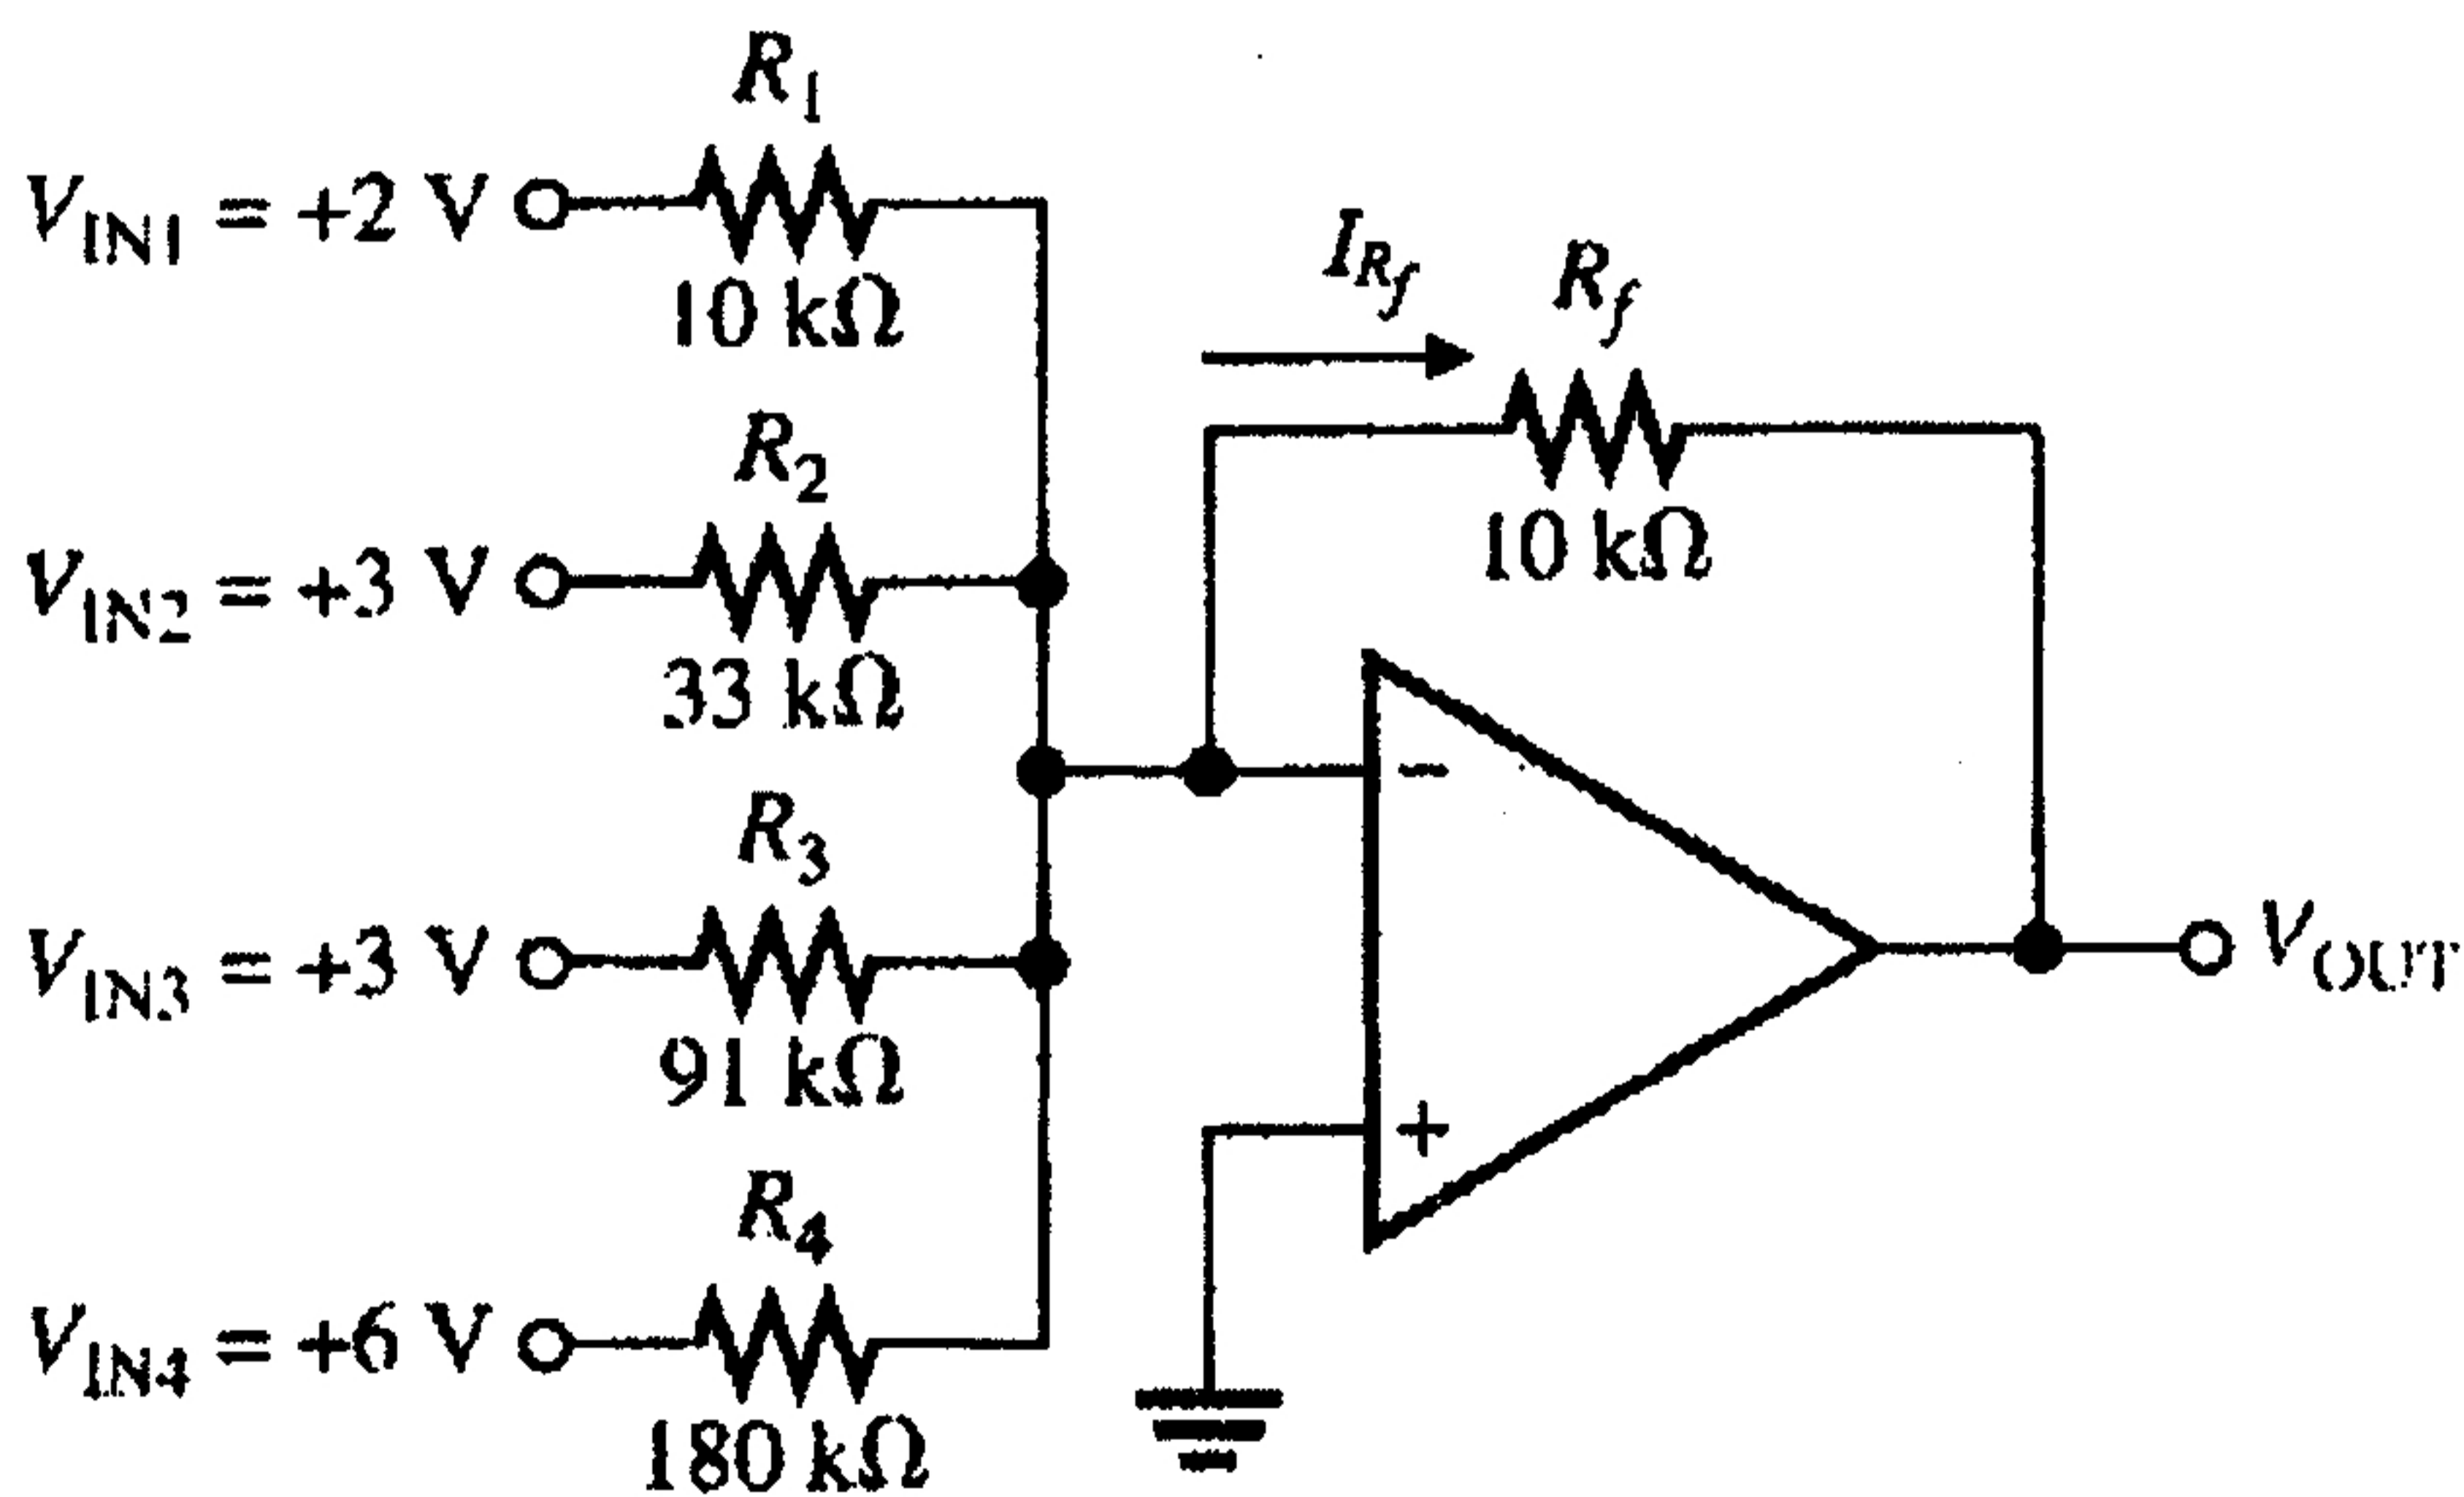 R1
VIN1 = +2 V
10 kΩ
IRf
Rf
R2
10 kΩ
VIN2 = +3 V
33 kΩ
-
R3
VIN3 = +3 V
VOUT
91 kΩ
+
R4
VIN4 = +6 V
180 kΩ